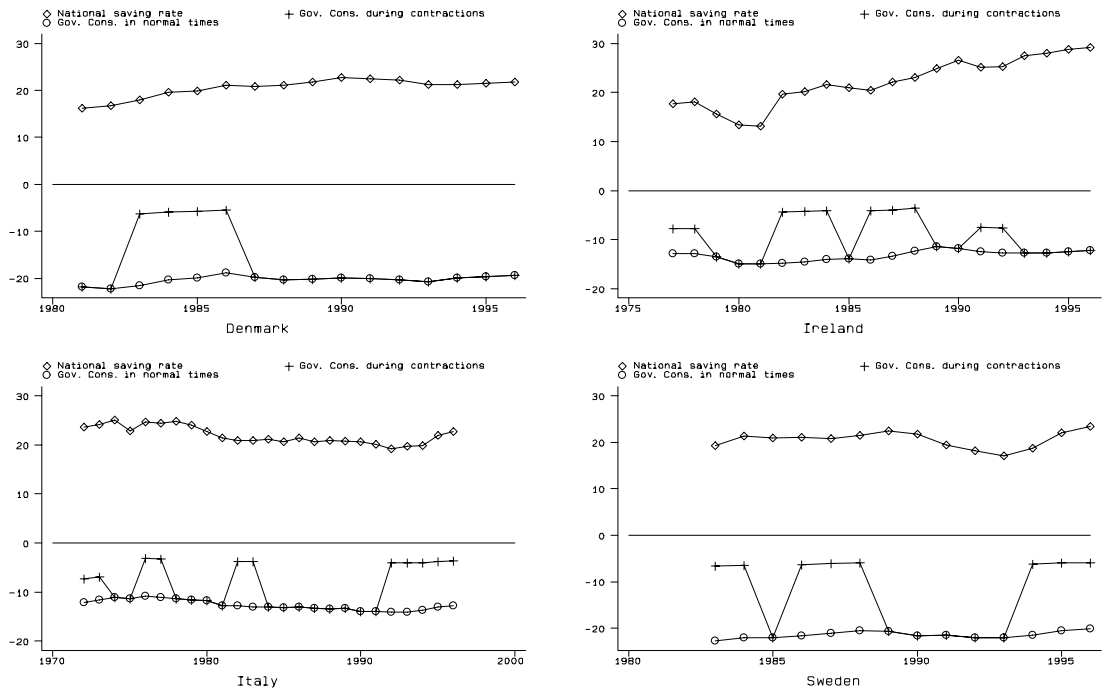 National saving rate Gov. Cons. during contractions
Gov. Cons. in normal times
30
20
10
0
-10
-20
1980 1985 1990 1995
Denmark
National saving rate Gov. Cons. during contractions
Gov. Cons. in normal times
30
20
10
0
-10
-20
1975 1980 1985 1990 1995
Ireland
National saving rate Gov. Cons. during contractions
Gov. Cons. in normal times
30
20
10
0
-10
-20
1970 1980 1990 2000
Italy
National saving rate Gov. Cons. during contractions
Gov. Cons. in normal times
30
20
10
0
-10
-20
1980 1985 1990 1995
Sweden